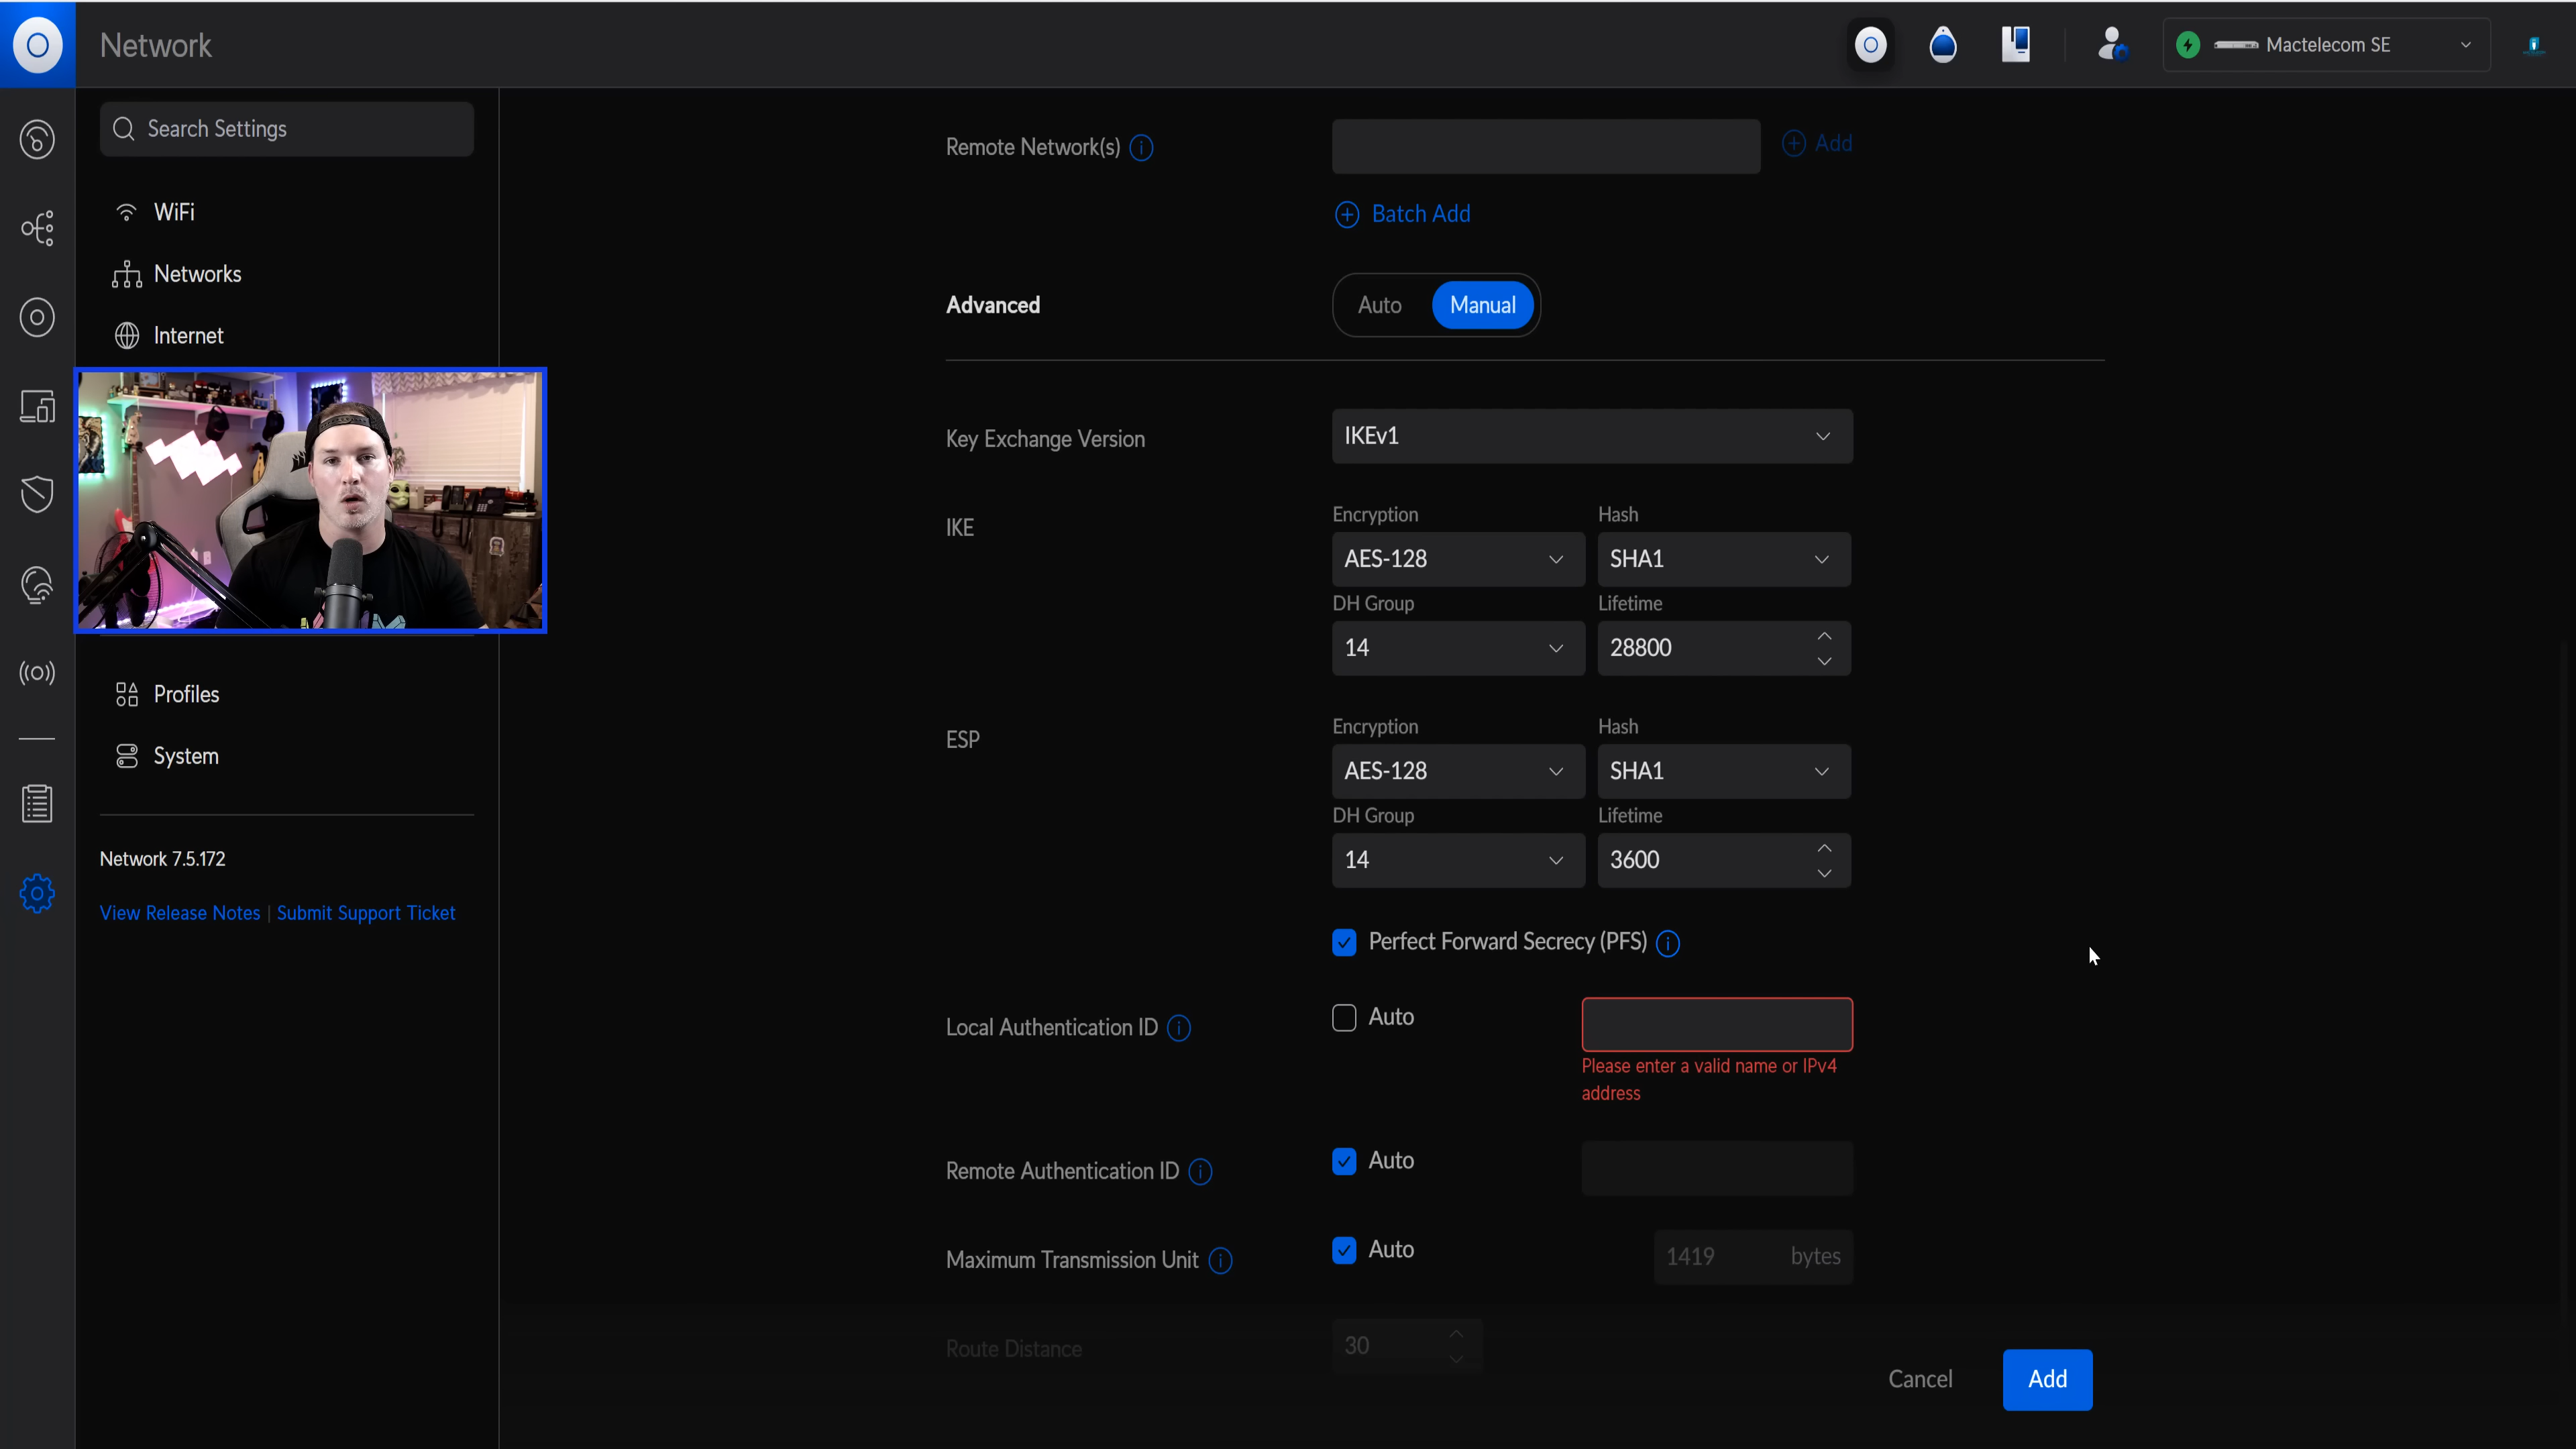 Network
Mactelecom SE
Search Settings
WiFi
Networks
Internet
Profiles
System
Network 7.5.172
View Release Notes | Submit Support Ticket
Remote Network(s)
Add
Batch Add
Advanced
Auto
Manual
Key Exchange Version
IKEv1
IKE
Encryption
Hash
AES-128
SHA1
DH Group
Lifetime
14
28800
ESP
Encryption
Hash
AES-128
SHA1
DH Group
Lifetime
14
3600
Perfect Forward Secrecy (PFS)
Local Authentication ID
Auto
Please enter a valid name or IPv4
address
Remote Authentication ID
Auto
Maximum Transmission Unit
Auto
1419
bytes
Route Distance
30
Cancel
Add